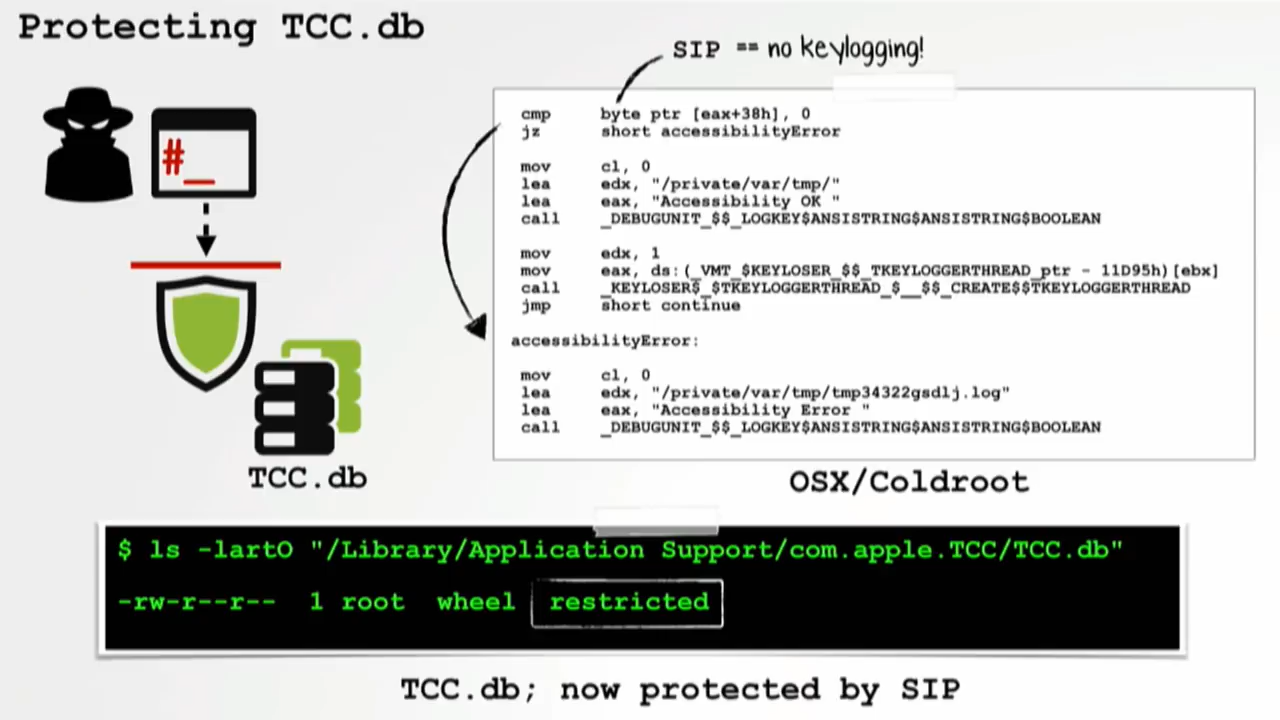 Protecting TCC.db
SIP == no keylogging!
#_
cmp byte ptr [eax+38h], 0
jz short accessibilityError
mov cl, 0
lea edx, "/private/var/tmp/"
lea eax, "Accessibility OK "
call _DEBUGUNIT_$$_LOGKEY$ANSISTRING$ANSISTRING$BOOLEAN
mov edx, 1
mov eax, ds:(_VMT_$KEYLOSER_$$_TKEYLOGGERTHREAD_ptr - 11D95h)[ebx]
call _KEYLOSER$_$TKEYLOGGERTHREAD_$__$$_CREATE$$TKEYLOGGERTHREAD
jmp short continue
accessibilityError:
mov cl, 0
lea edx, "/private/var/tmp/tmp34322gsdlj.log"
lea eax, "Accessibility Error "
call _DEBUGUNIT_$$_LOGKEY$ANSISTRING$ANSISTRING$BOOLEAN
TCC.db
OSX/Coldroot
$ ls -lartO "/Library/Application Support/com.apple.TCC/TCC.db"
-rw-r--r-- 1 root wheel restricted
TCC.db; now protected by SIP